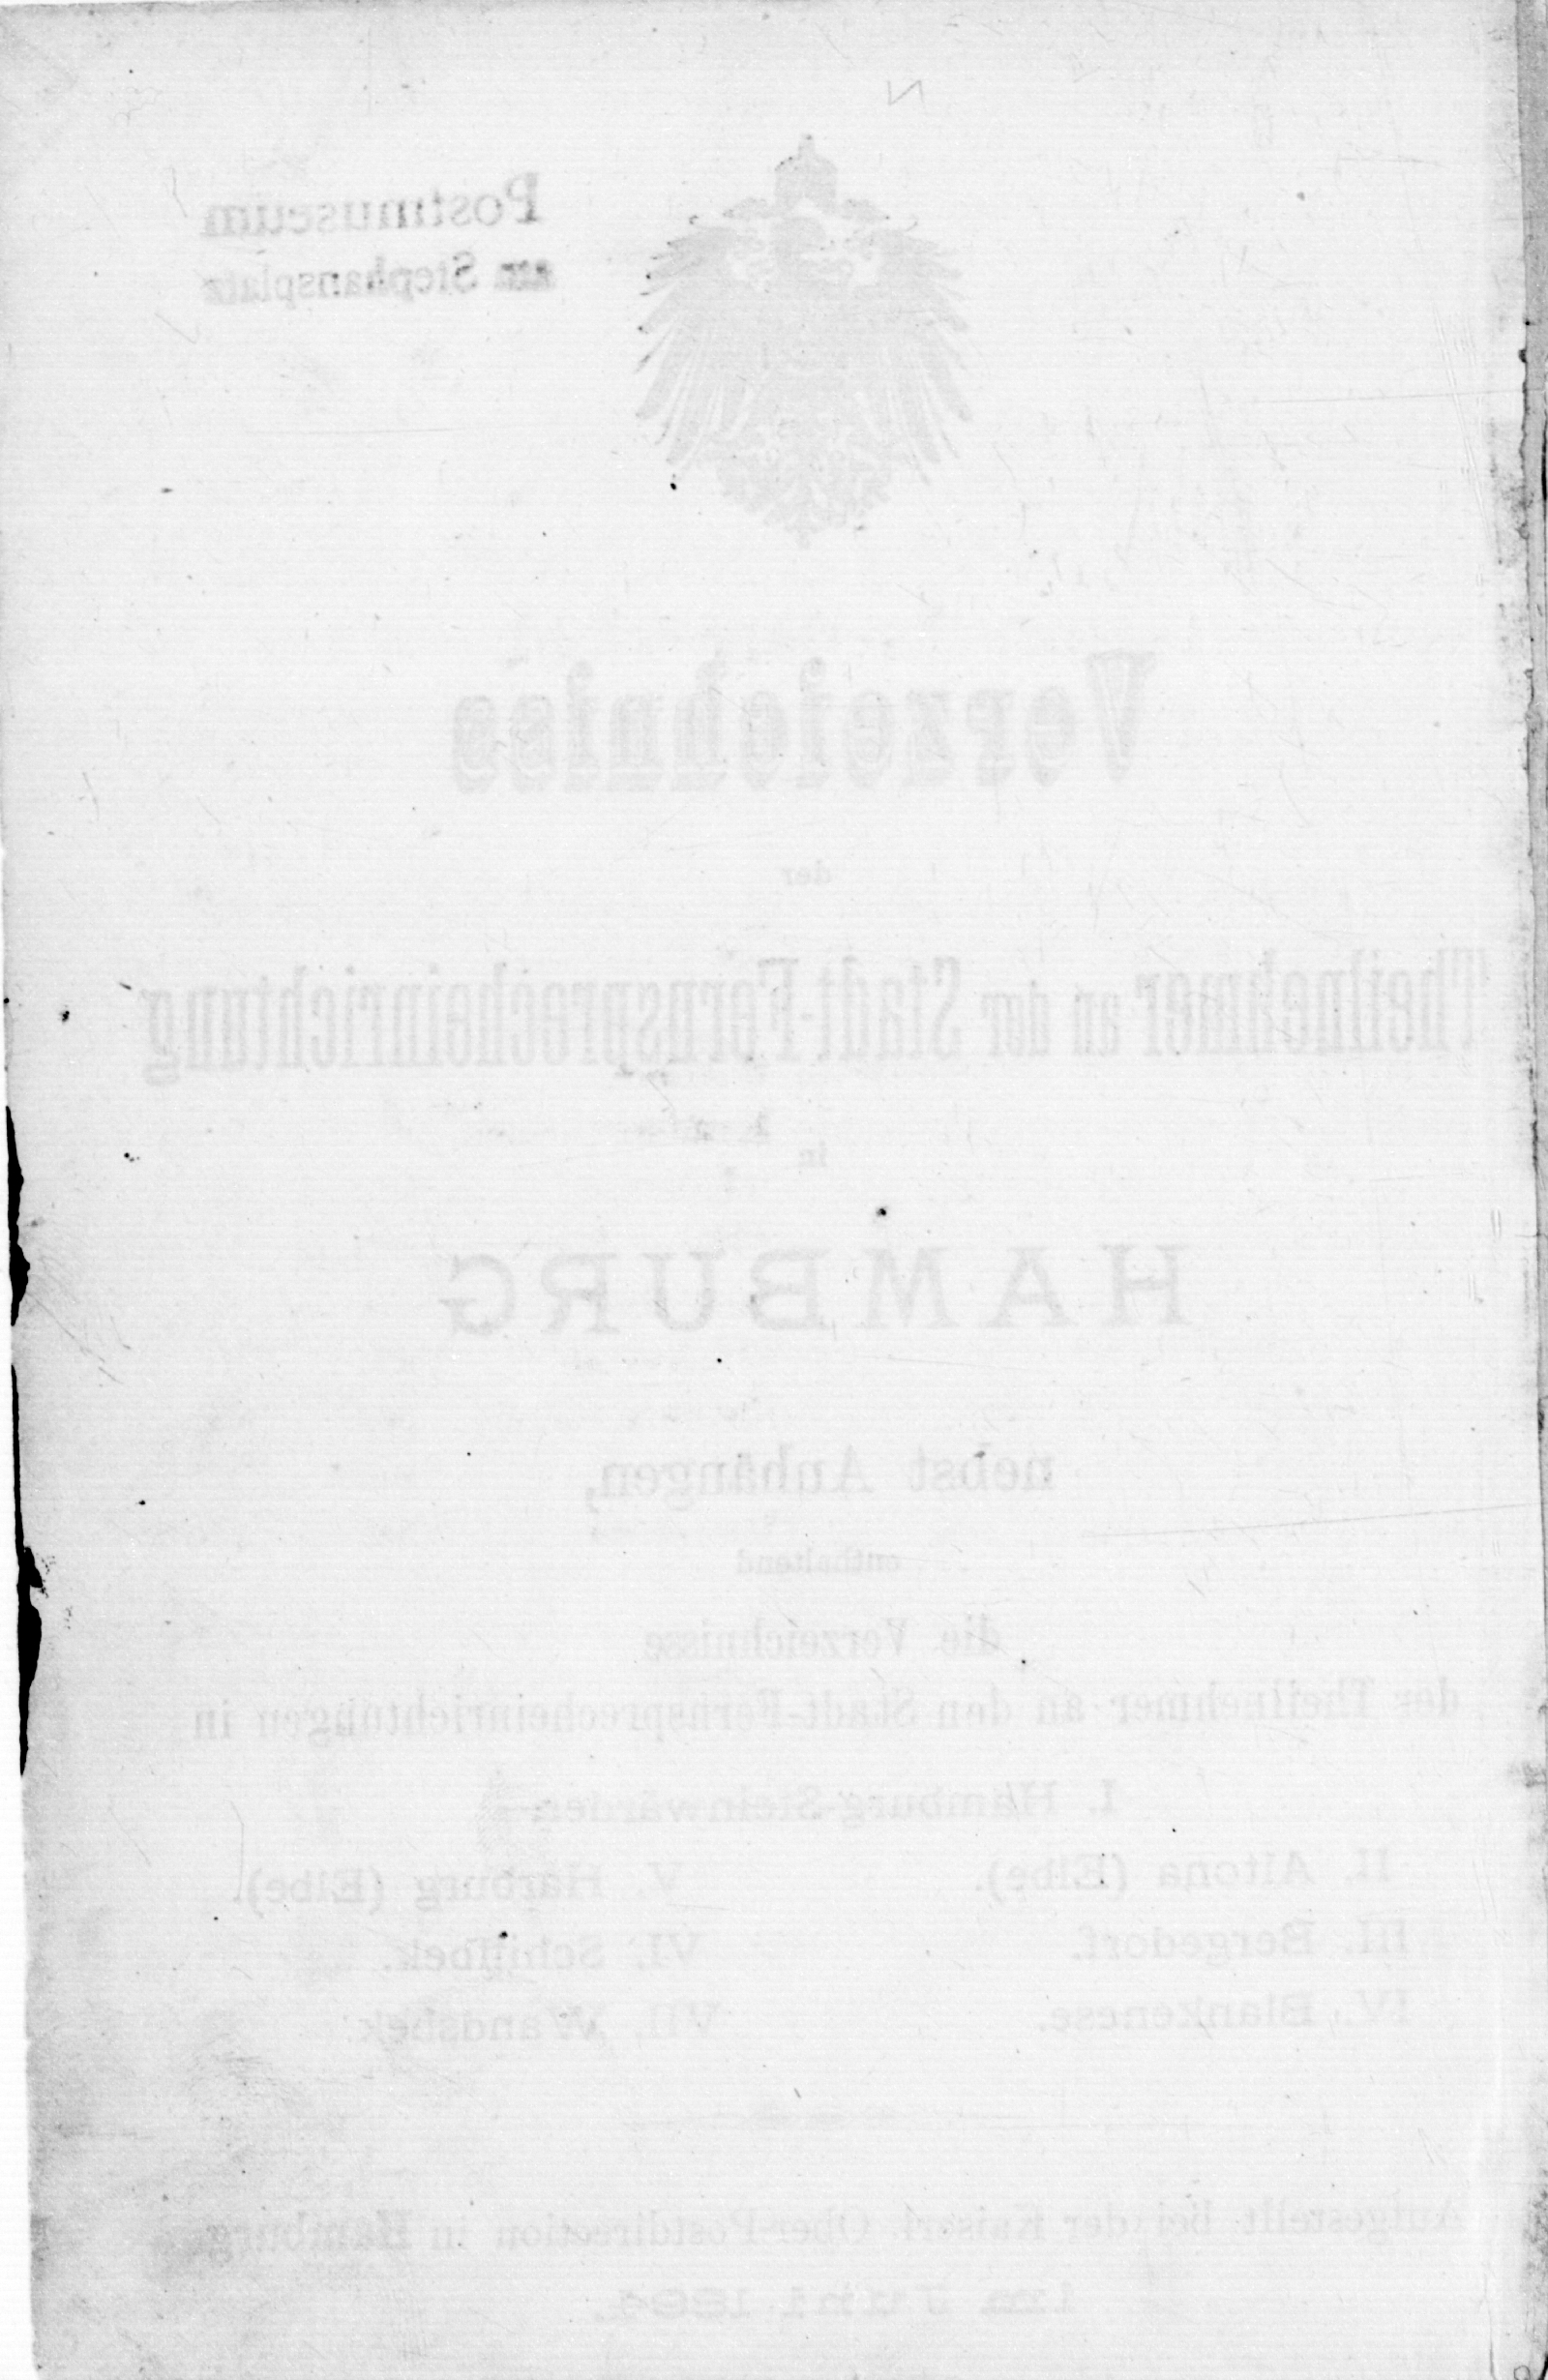 Postmuseum
am Stephansplatz
Verzeichniss
der
Theilnehmer an der Stadt-Fernsprecheinrichtung
in
HAMBURG
nebst Anhängen,
enthaltend
die Verzeichnisse
der Theilnehmer an den Stadt-Fernsprecheinrichtungen in
I. Hamburg-Steinwärder.
II. Altona (Elbe).
III. Bergedorf.
IV. Blankenese.
V. Harburg (Elbe).
VI. Schiffbek.
VII. Wandsbek.
Aufgestellt bei der Kaiserl. Ober-Postdirection in Hamburg
im Juni